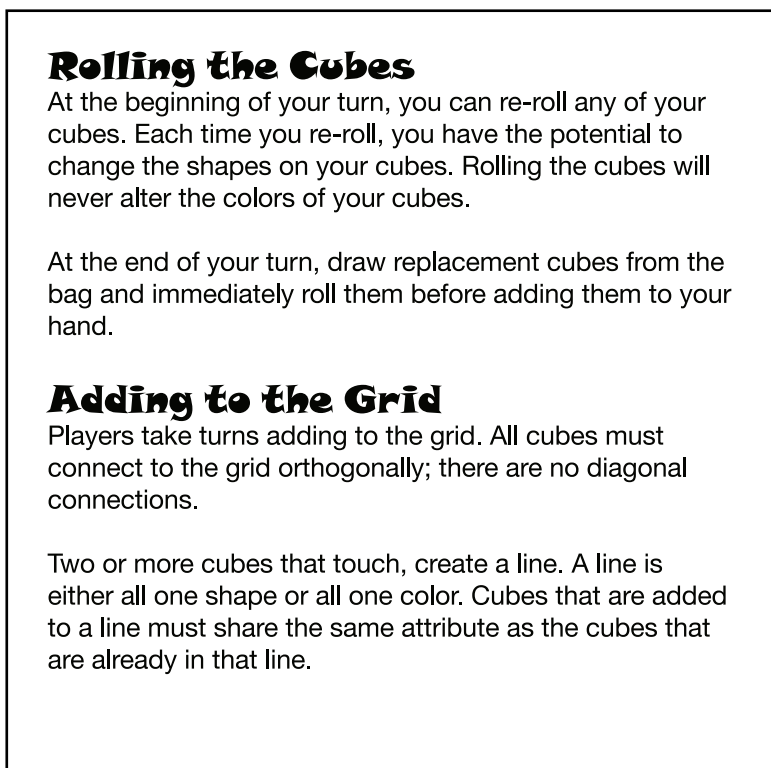 Rolling the Cubes
At the beginning of your turn, you can re-roll any of your
cubes. Each time you re-roll, you have the potential to
change the shapes on your cubes. Rolling the cubes will
never alter the colors of your cubes.
At the end of your turn, draw replacement cubes from the
bag and immediately roll them before adding them to your
hand.
Adding to the Grid
Players take turns adding to the grid. All cubes must
connect to the grid orthogonally; there are no diagonal
connections.
Two or more cubes that touch, create a line. A line is
either all one shape or all one color. Cubes that are added
to a line must share the same attribute as the cubes that
are already in that line.